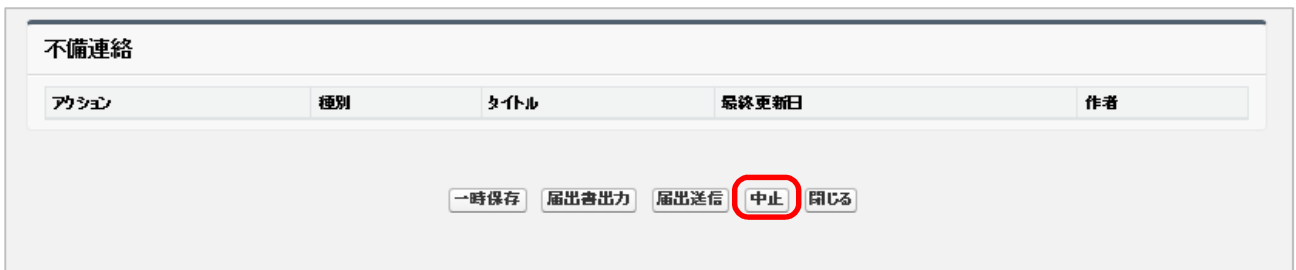 不備連絡
アクション 種別 タイトル 最終更新日 作者
一時保存 届出書出力 届出送信 中止 閉じる